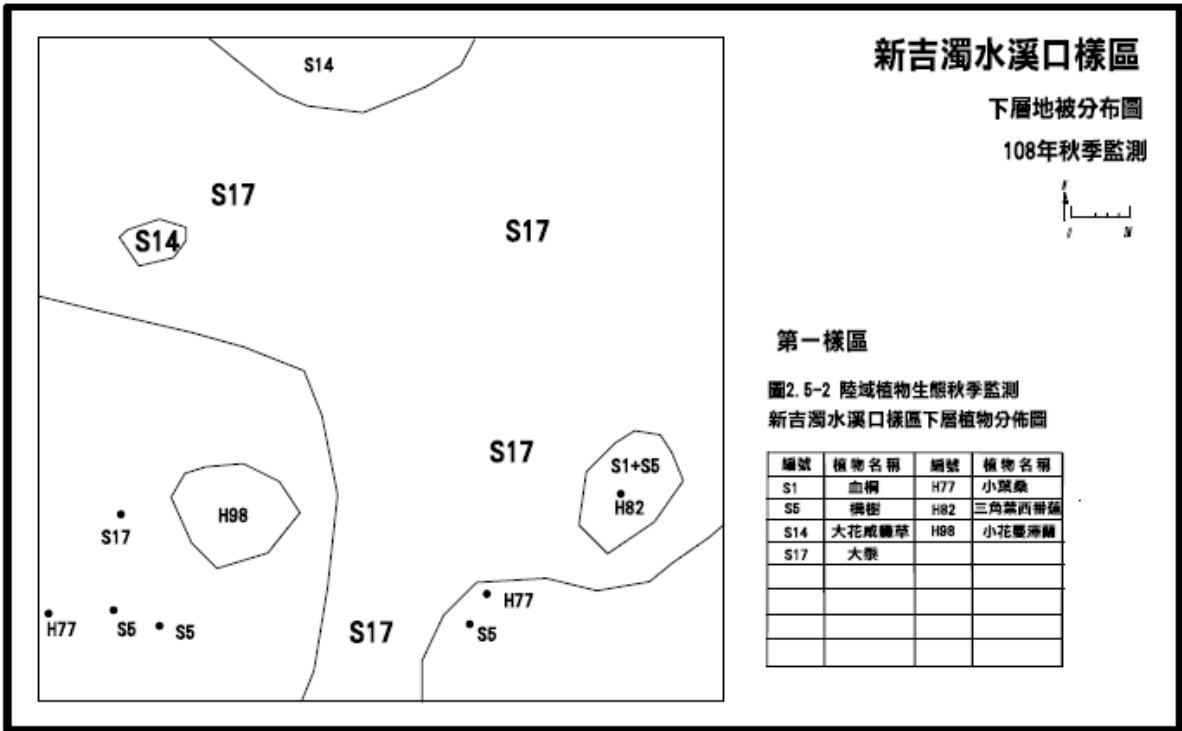 新吉濁水溪口樣區
下層地被分布圖
108年秋季監測
N
0
2M
第一樣區
圖2.5-2 陸域植物生態秋季監測
新吉濁水溪口樣區下層植物分佈圖
編號 植物名稱 編號 植物名稱
S1 血桐 H77 小葉桑
S5 構樹 H82 三角葉西番蓮
S14 大花咸豐草 H98 小花蔓澤蘭
S17 大黍
S14
S17
S17
S14
S17
S1+S5
H82
H98
S17
H77
S5
S5
S17
H77
S5